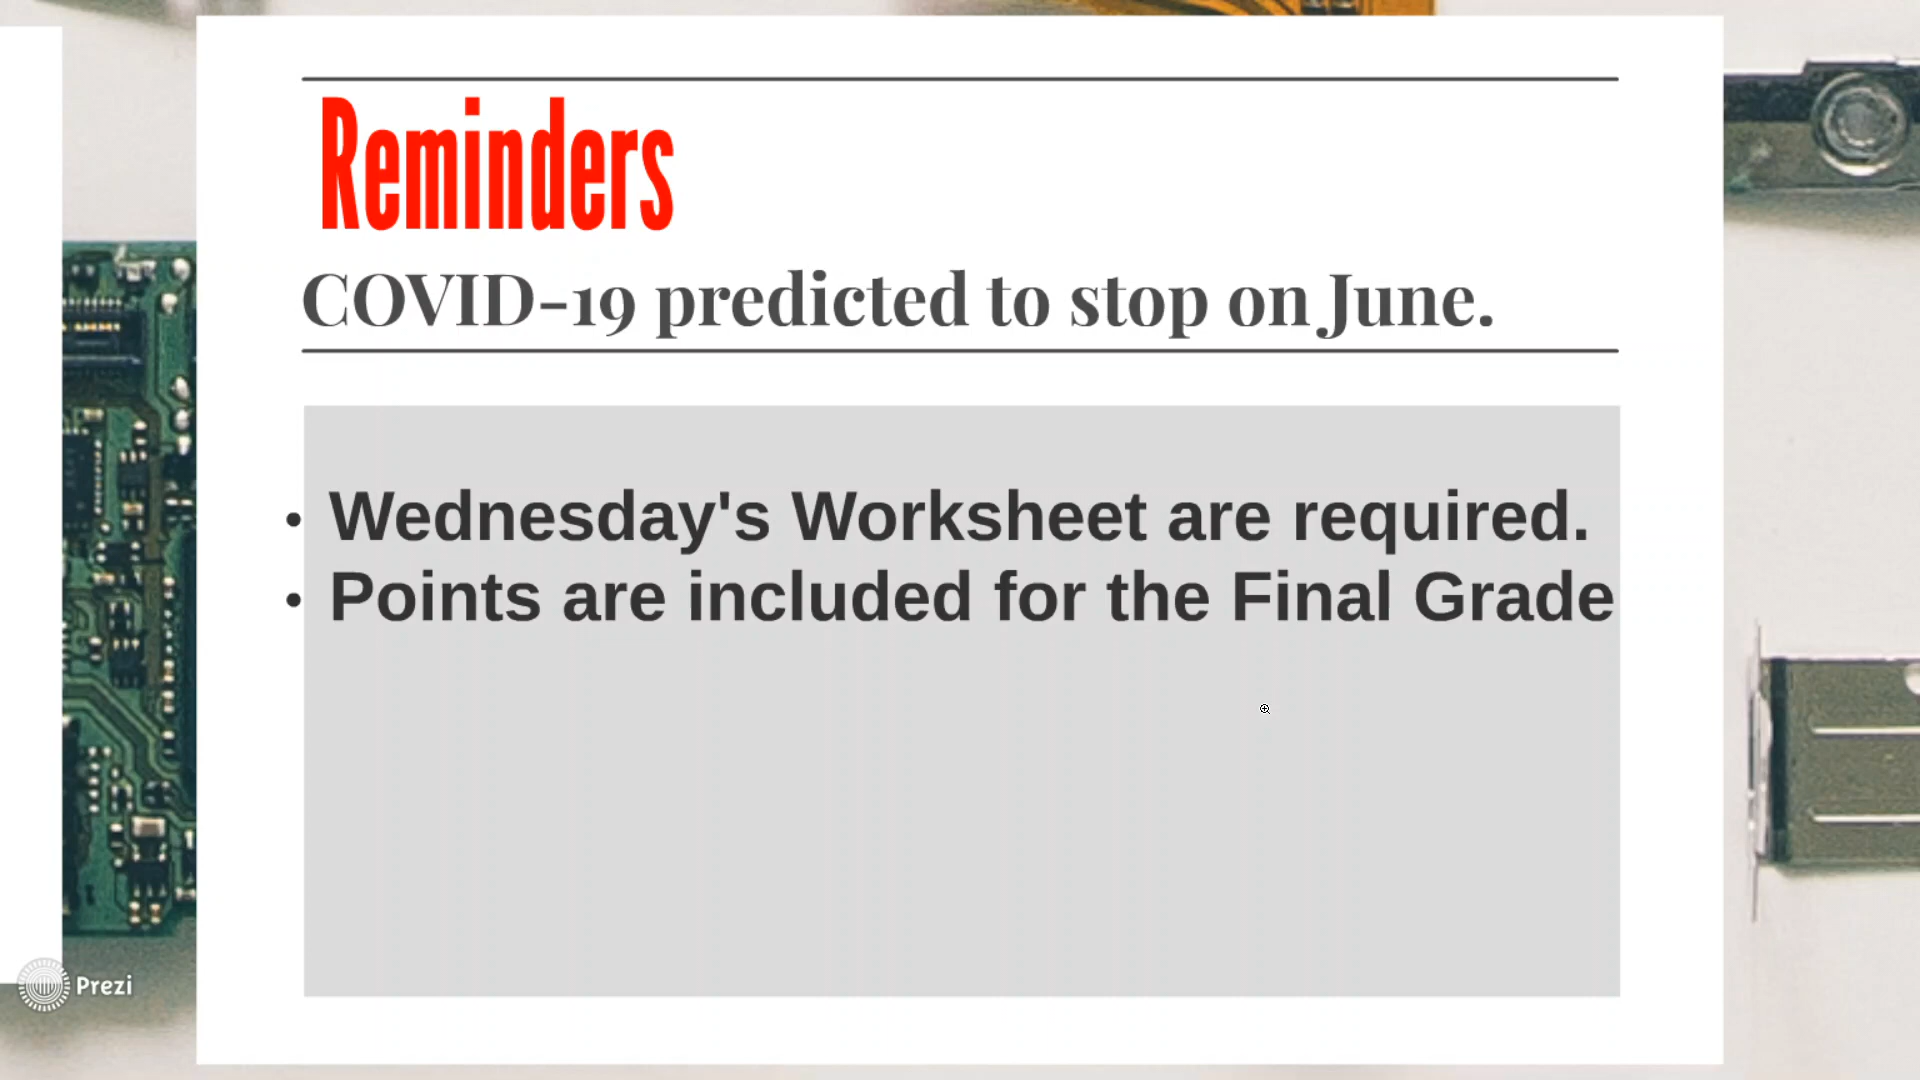 Reminders
COVID-19 predicted to stop on June.
• Wednesday's Worksheet are required.
• Points are included for the Final Grade
Prezi